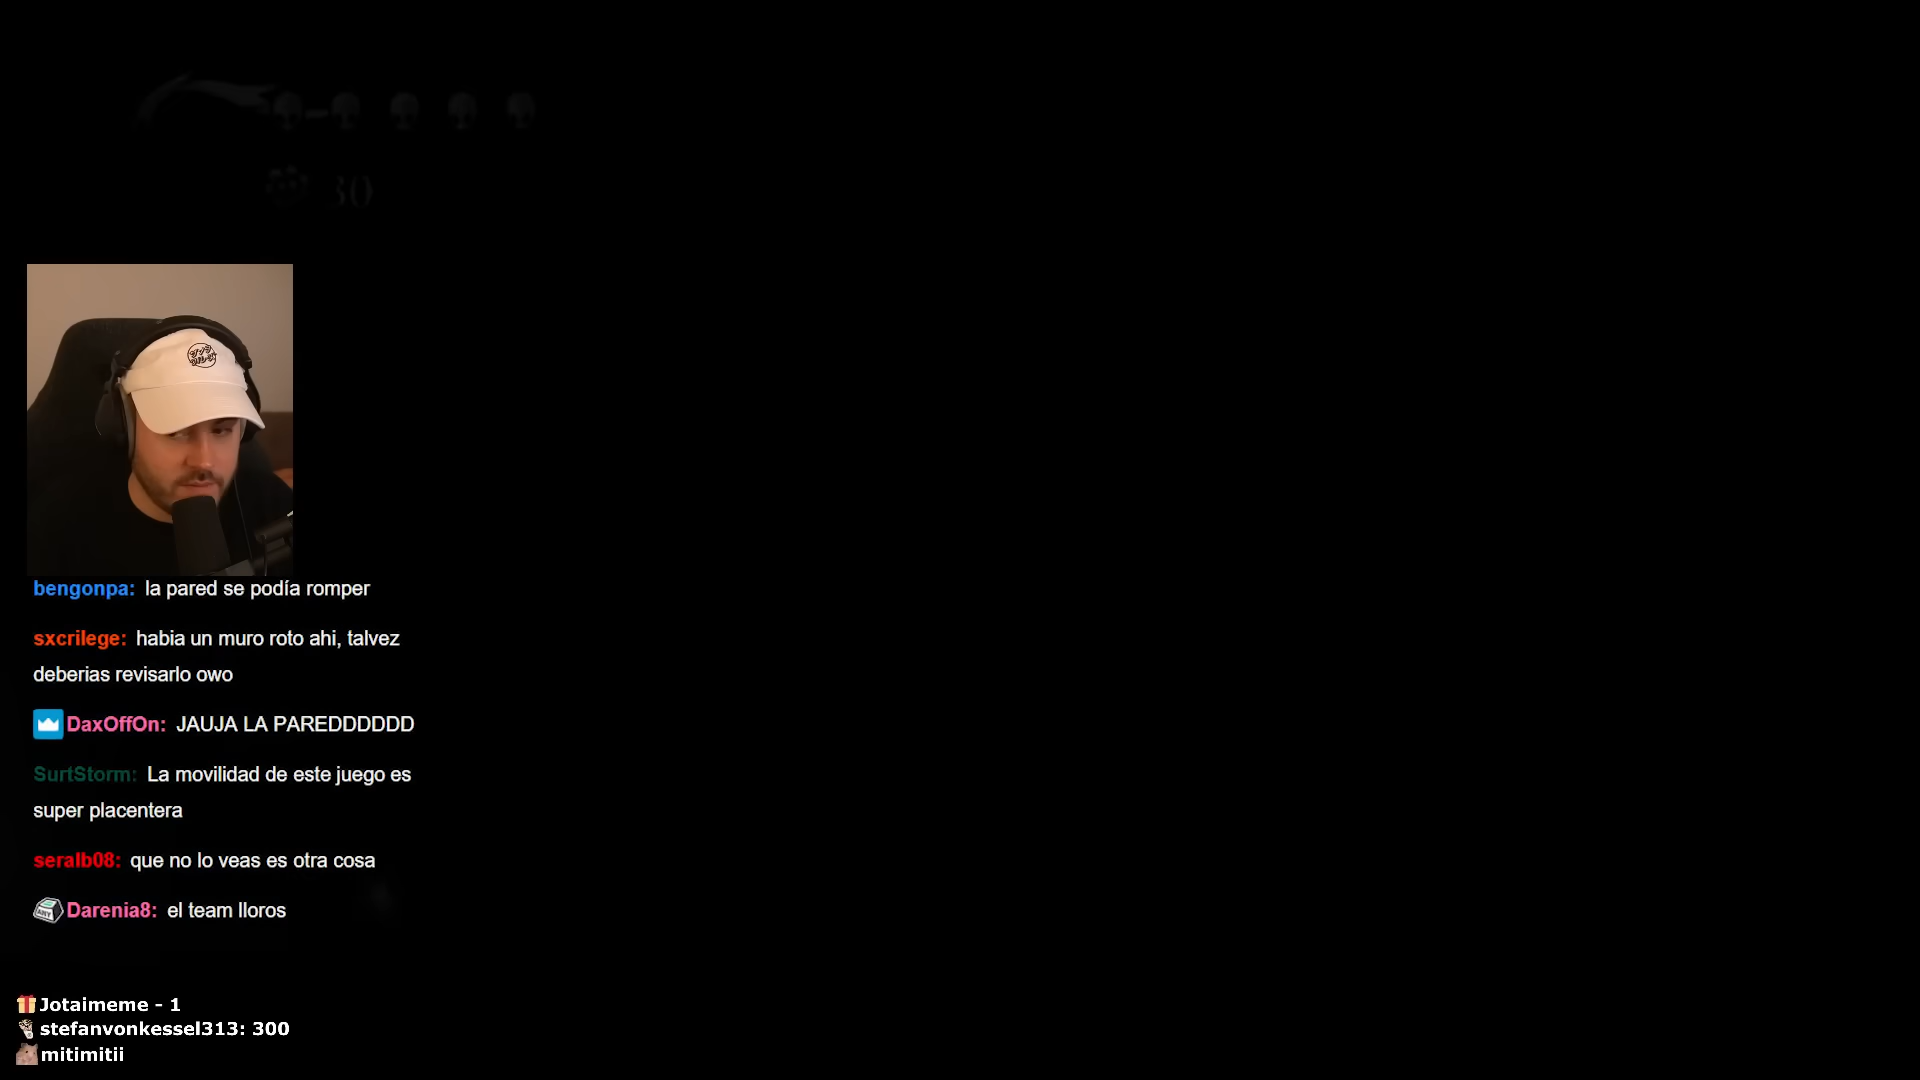 30
bengonpa: la pared se podía romper
sxcrilege: habia un muro roto ahi, talvez
deberias revisarlo owo
DaxOffOn: JAUJA LA PAREDDDDDD
SurtStorm: La movilidad de este juego es
super placentera
seralb08: que no lo veas es otra cosa
Darenia8: el team lloros
Jotaimeme - 1
stefanvonkessel313: 300
mitimitii